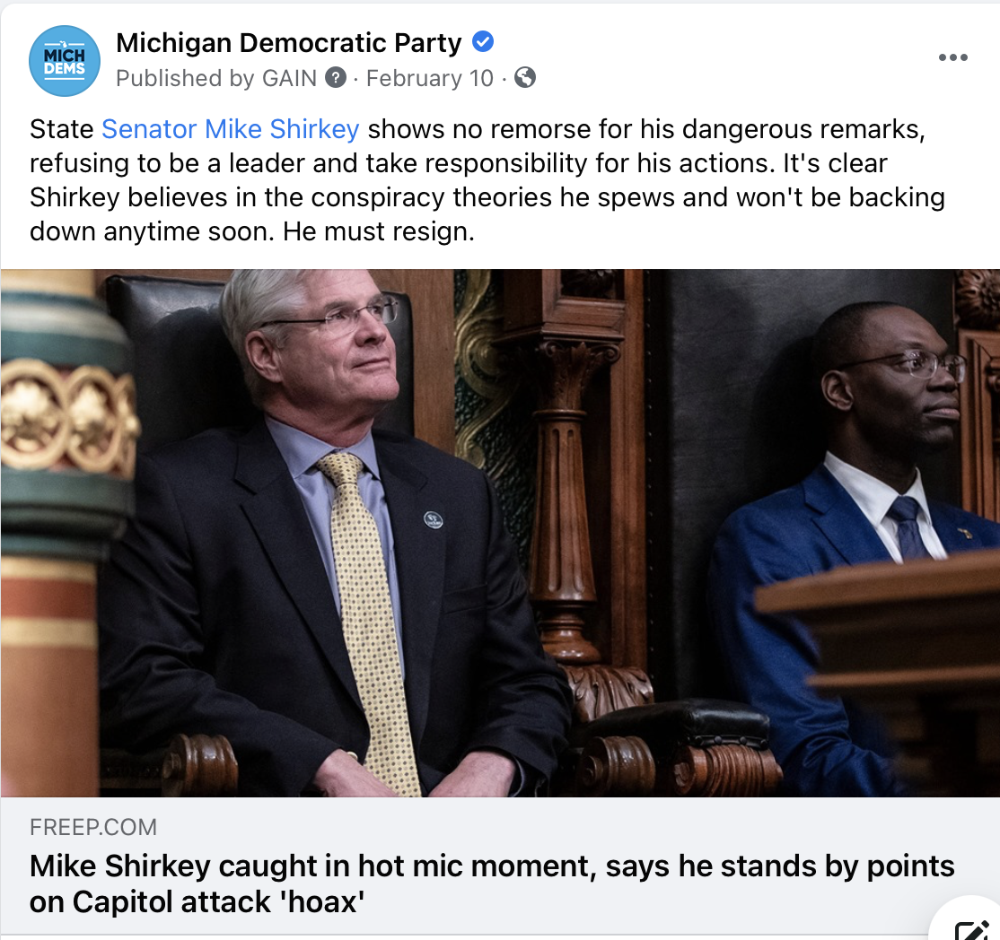 MICH
DEMS
Michigan Democratic Party
Published by GAIN ? · February 10 ·
State Senator Mike Shirkey shows no remorse for his dangerous remarks,
refusing to be a leader and take responsibility for his actions. It's clear
Shirkey believes in the conspiracy theories he spews and won't be backing
down anytime soon. He must resign.
FREEP.COM
Mike Shirkey caught in hot mic moment, says he stands by points
on Capitol attack 'hoax'